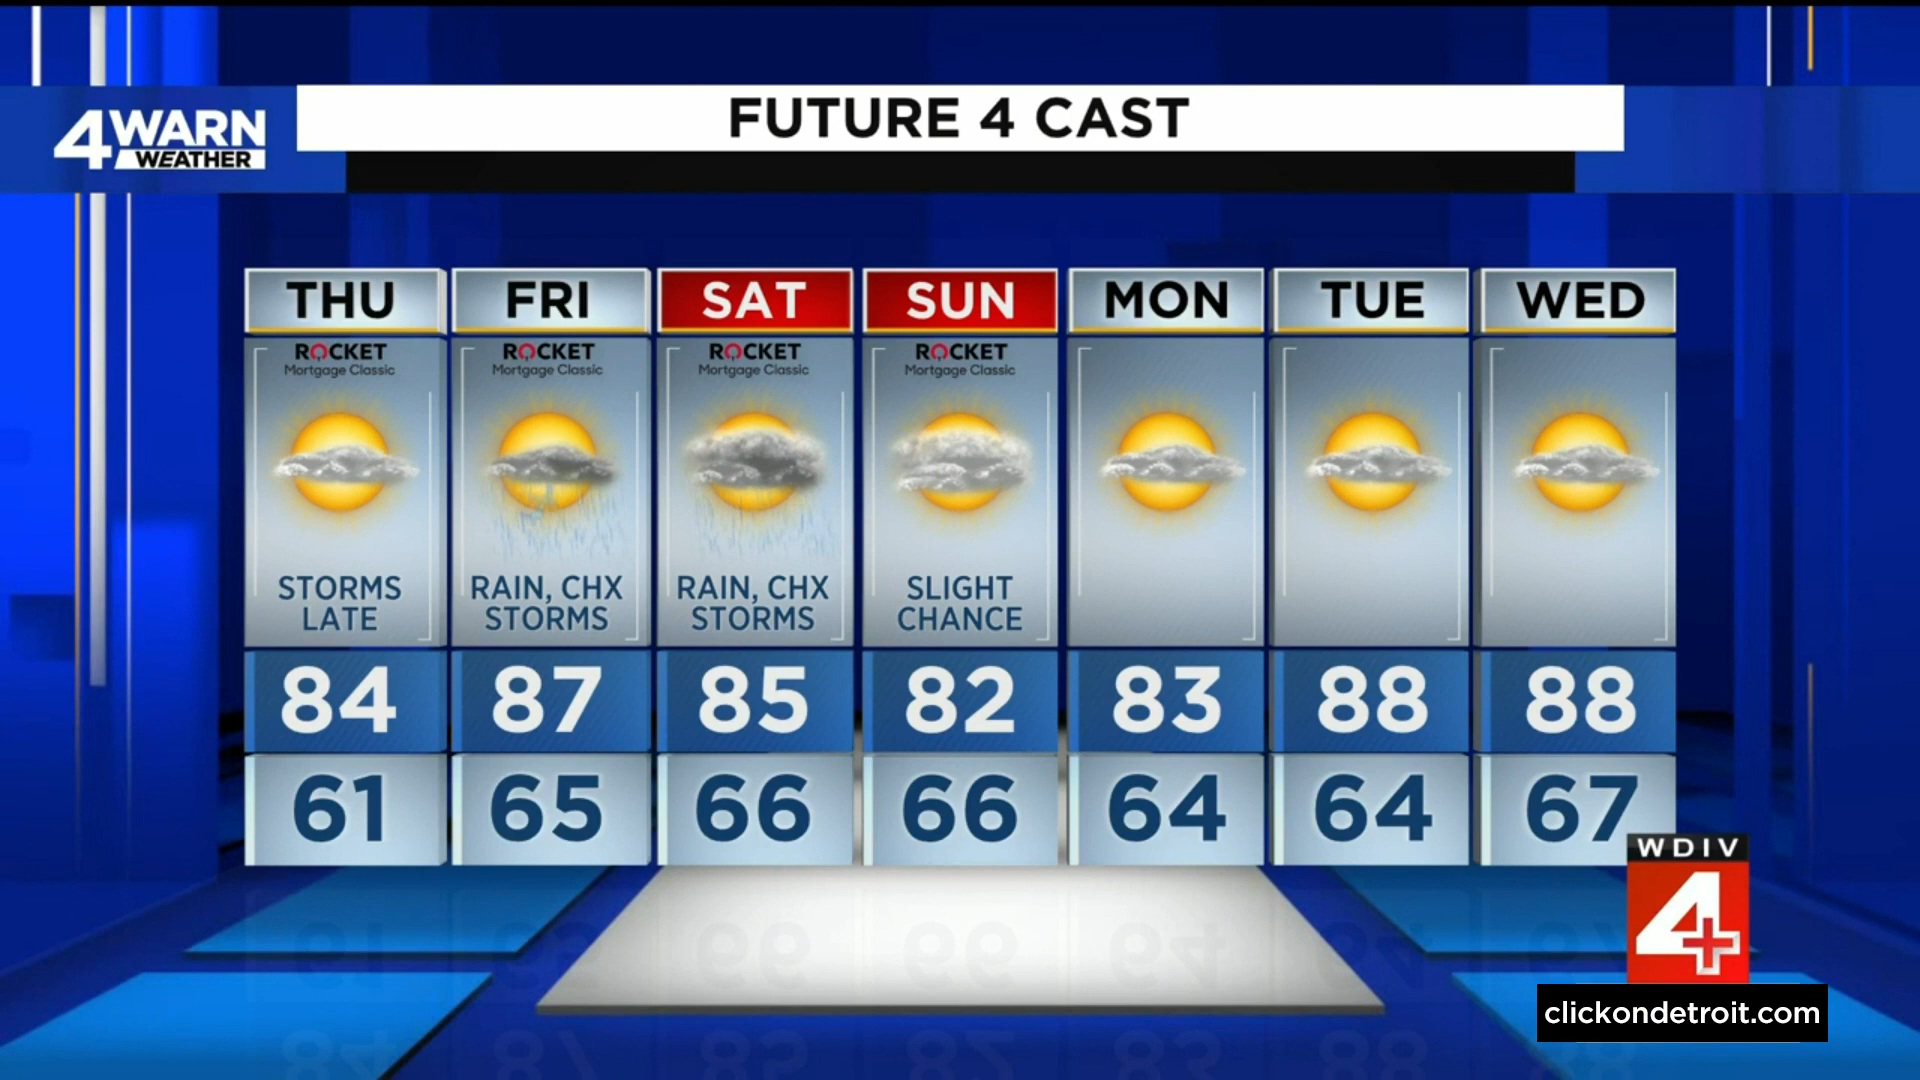 FUTURE 4 CAST
4WARN
WEATHER
THU FRI SAT SUN MON TUE WED
ROCKET ROCKET ROCKET ROCKET
Mortgage Classic Mortgage Classic Mortgage Classic Mortgage Classic
STORMS RAIN, CHX RAIN, CHX SLIGHT
LATE STORMS STORMS CHANCE
84 87 85 82 83 88 88
61 65 66 66 64 64 67
WDIV
4+
clickondetroit.com